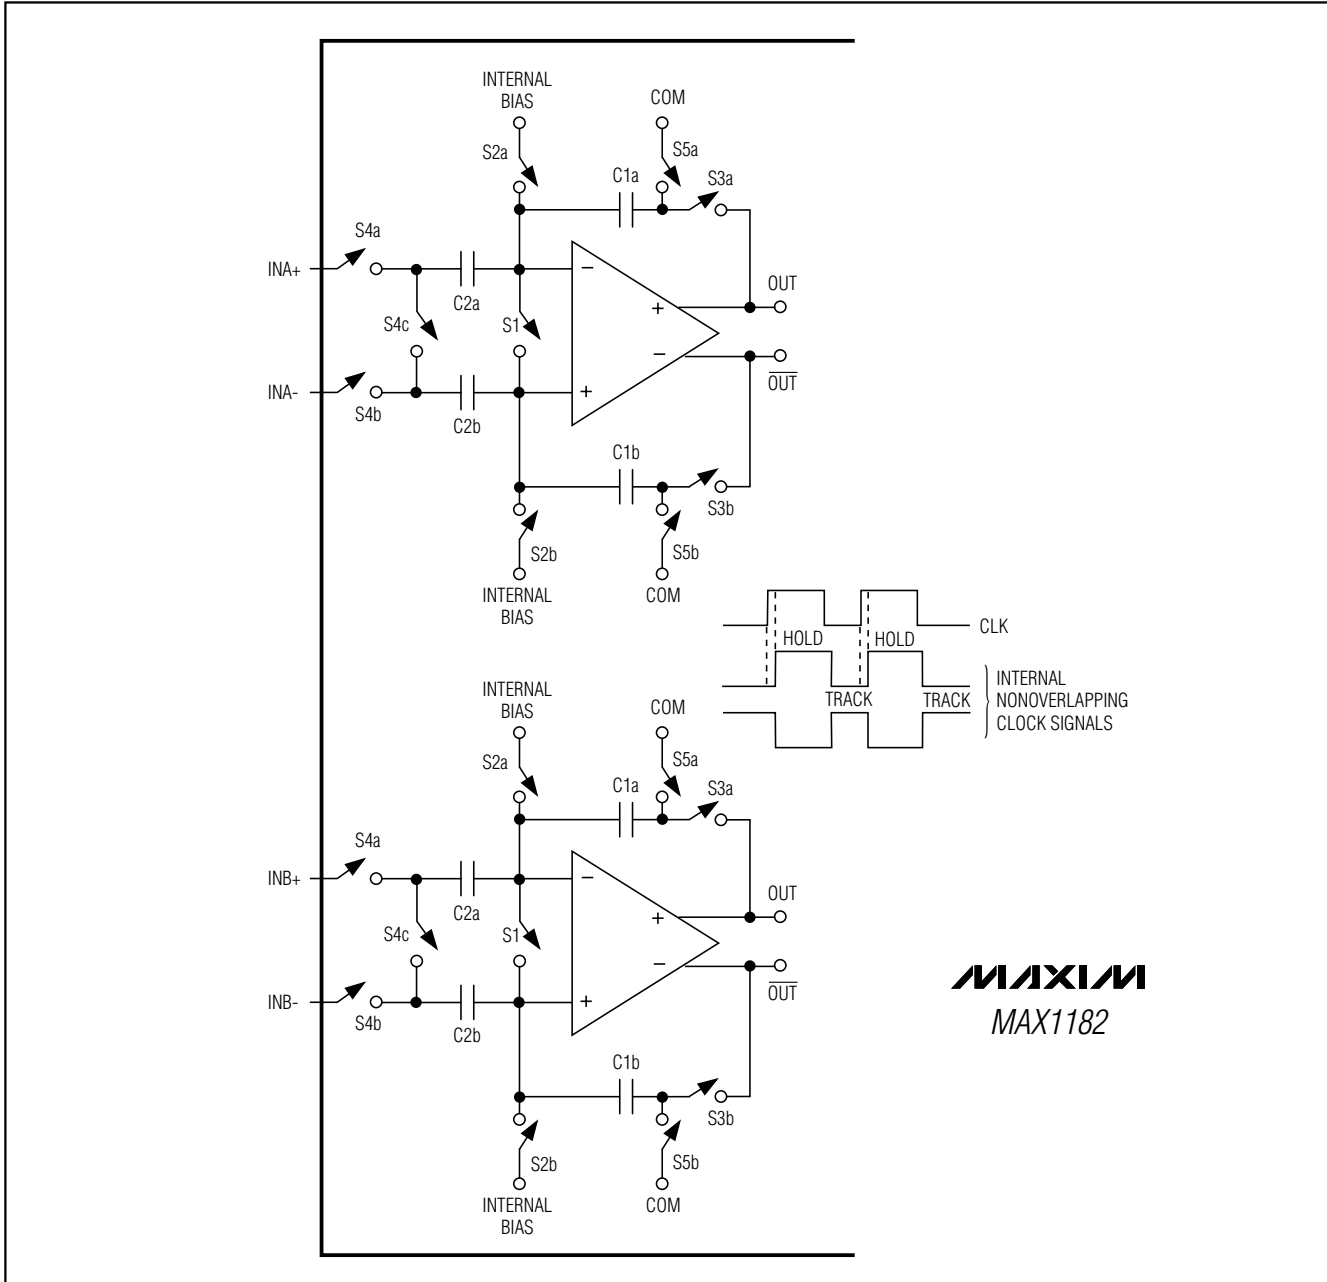 INTERNAL
BIAS
COM
S2a
S5a
C1a
S3a
S4a
INA+
−
OUT
C2a
+
S4c
S1
−
OUT
INA-
+
S4b
C2b
C1b
S3b
S2b
S5b
INTERNAL
BIAS
COM
CLK
HOLD
HOLD
INTERNAL
NONOVERLAPPING
CLOCK SIGNALS
TRACK
TRACK
INTERNAL
BIAS
COM
S2a
S5a
C1a
S3a
S4a
INB+
−
OUT
C2a
+
S4c
S1
−
OUT
INB-
+
S4b
C2b
MAXIM
MAX1182
C1b
S3b
S2b
S5b
INTERNAL
BIAS
COM